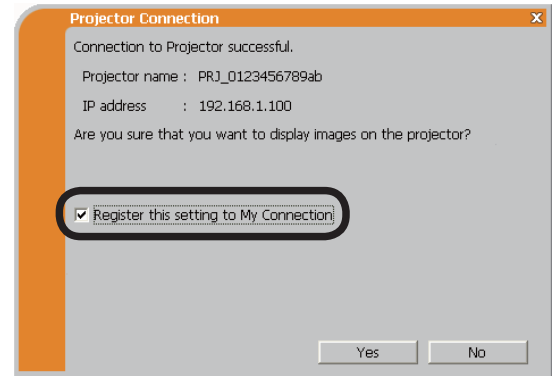 Projector Connection X
Connection to Projector successful.
Projector name : PRJ_0123456789ab
IP address : 192.168.1.100
Are you sure that you want to display images on the projector?
Register this setting to My Connection
Yes No